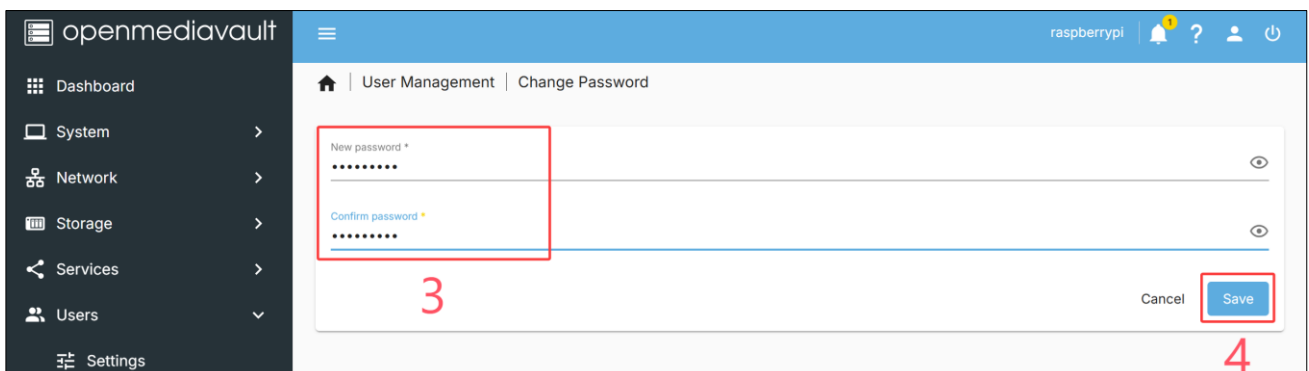 openmediavault
raspberrypi
1
?
Dashboard
User Management | Change Password
System
New password *
•••••••••
Network
Storage
Confirm password *
•••••••••
Services
3
Cancel
Save
Users
4
Settings